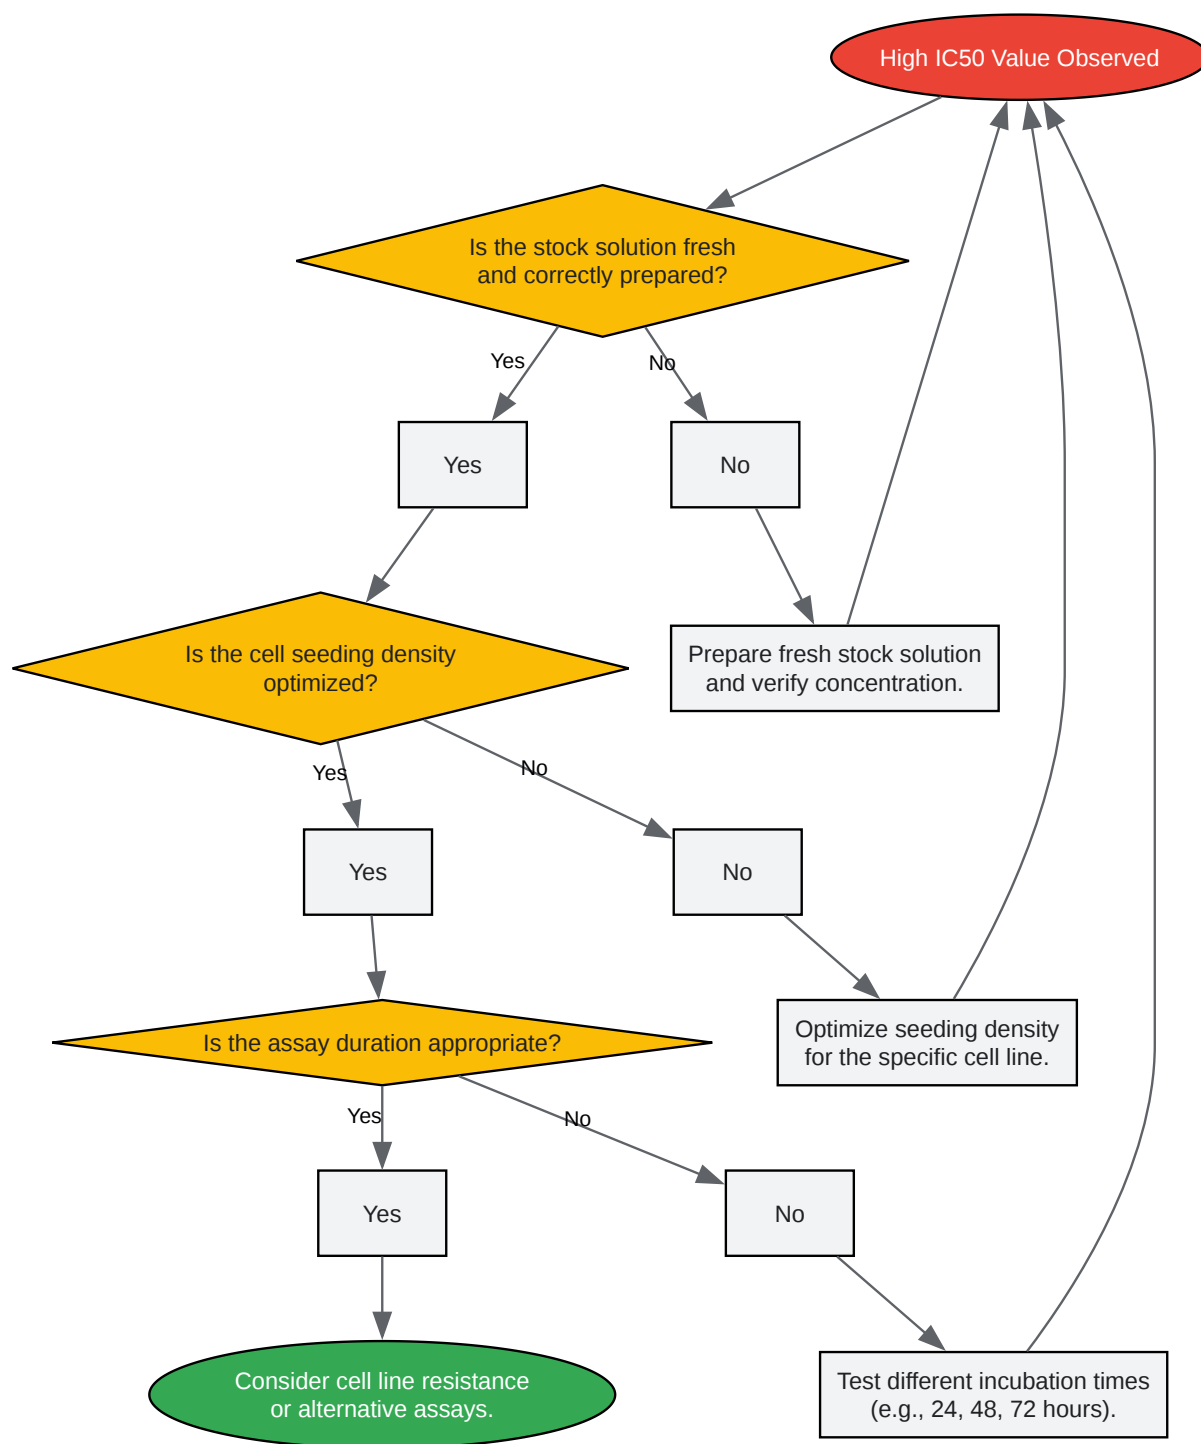 High IC50 Value Observed
Is the stock solution fresh
and correctly prepared?
Yes
No
Yes
No
Prepare fresh stock solution
and verify concentration.
Is the cell seeding density
optimized?
Yes
No
Yes
No
Optimize seeding density
for the specific cell line.
Is the assay duration appropriate?
Yes
No
Yes
No
Consider cell line resistance
or alternative assays.
Test different incubation times
(e.g., 24, 48, 72 hours).